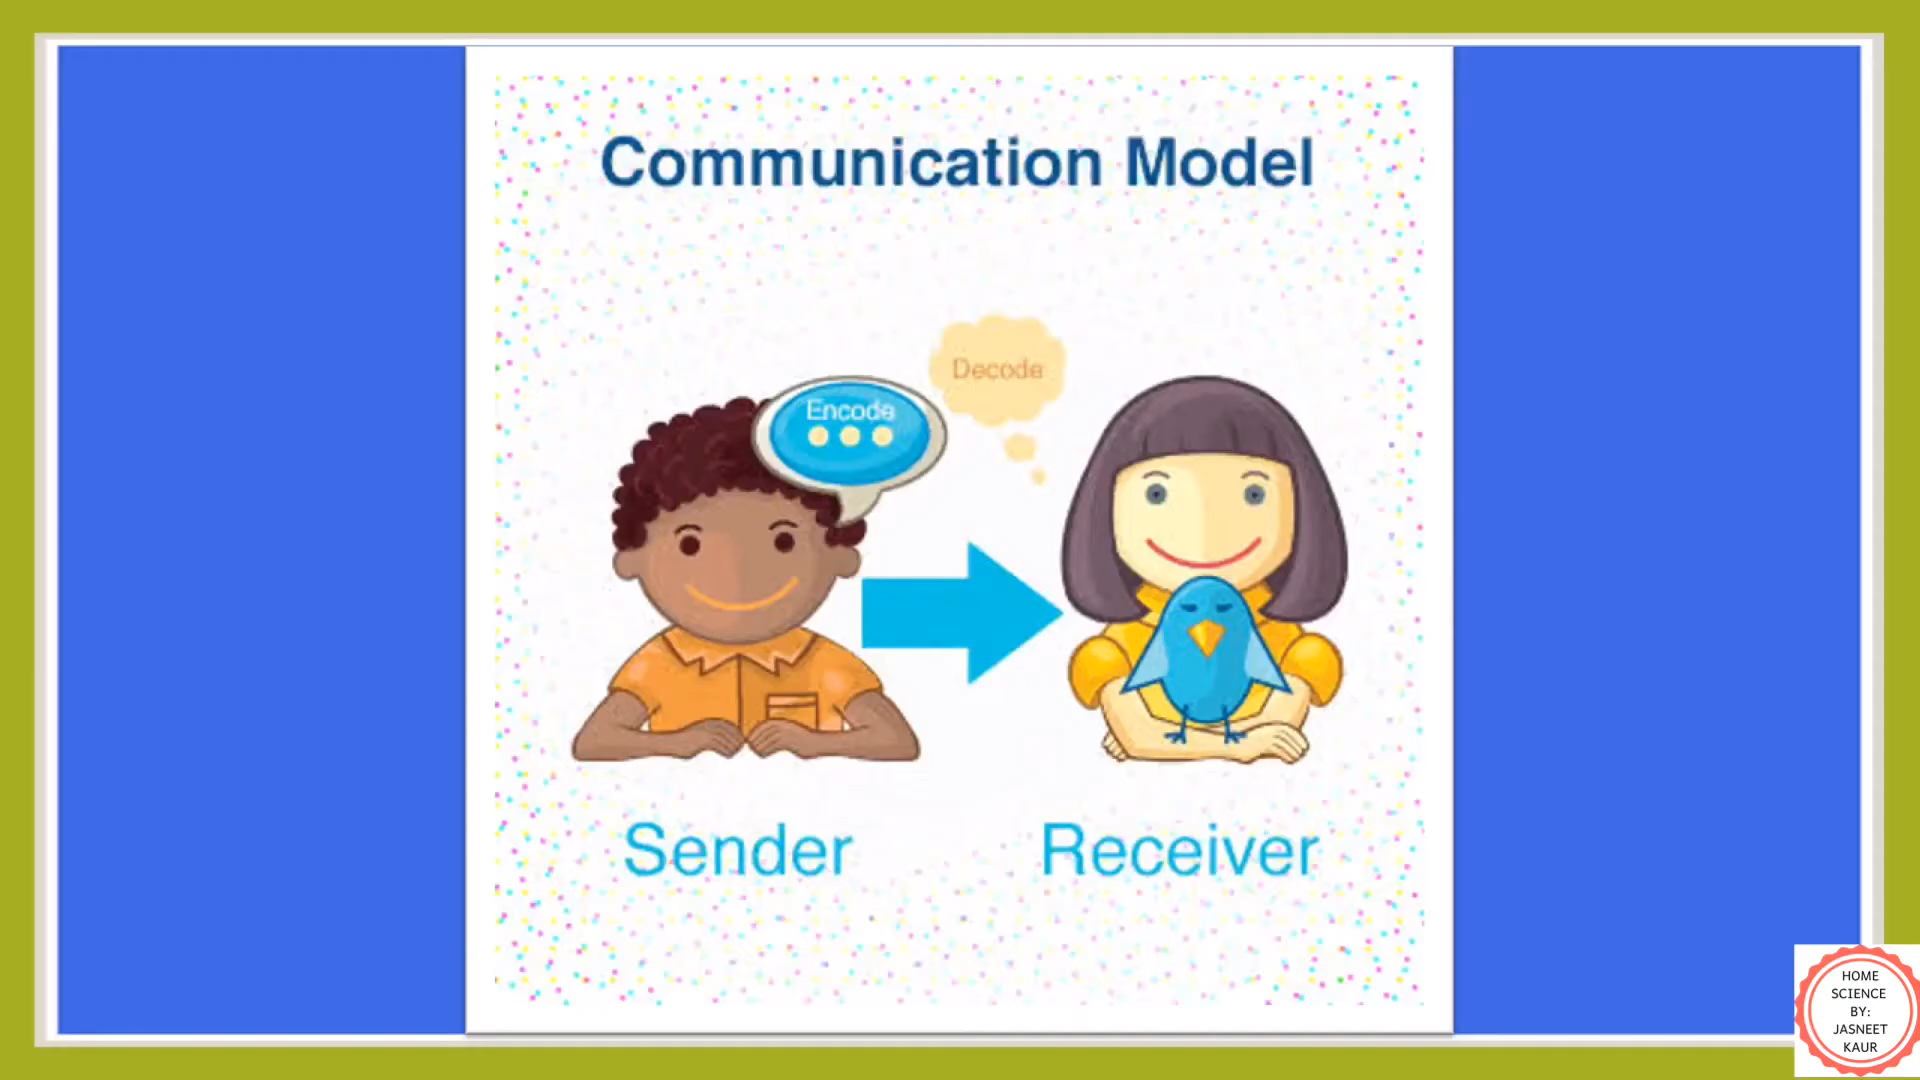 Communication Model
Decode
Encode
Sender
Receiver
HOME
SCIENCE
BY:
JASNEET
KAUR